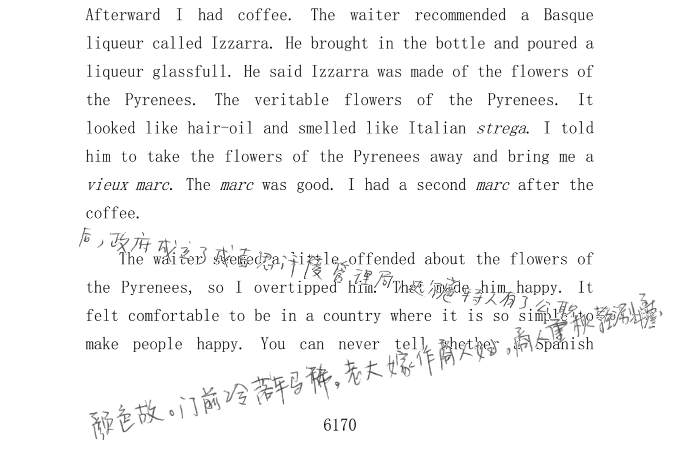 Afterward I had coffee. The waiter recommended a Basque
liqueur called Izzarra. He brought in the bottle and poured a
liqueur glassfull. He said Izzarra was made of the flowers of
the Pyrenees. The veritable flowers of the Pyrenees. It
looked like hair-oil and smelled like Italian strega. I told
him to take the flowers of the Pyrenees away and bring me a
vieux marc. The marc was good. I had a second marc after the
coffee.
后，政府成立了 管理局
The waiter seemed a little offended about the flowers of
the Pyrenees, so I overtipped him. That made him happy. It
felt comfortable to be in a country where it is so simple to
make people happy. You can never tell whether a Spanish
颜色故。门前冷落车马稀。老大嫁作商人妇。商人重
6170